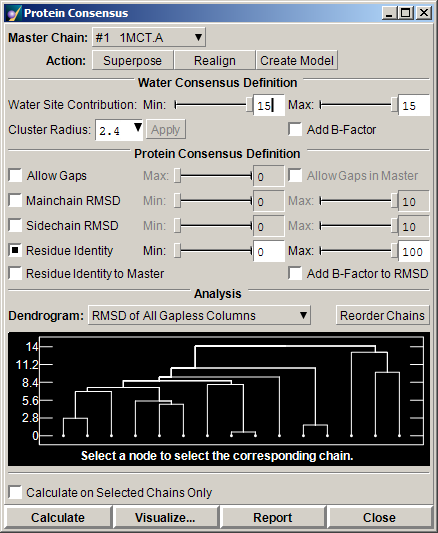 Protein Consensus
Master Chain: #1 1MCT.A
Action: Superpose Realign Create Model
Water Consensus Definition
Water Site Contribution: Min: 15 Max: 15
Cluster Radius: 2.4 Apply Add B-Factor
Protein Consensus Definition
Allow Gaps Max: 0 Allow Gaps in Master
Mainchain RMSD Min: 0 Max: 10
Sidechain RMSD Min: 0 Max: 10
Residue Identity Min: 0 Max: 100
Residue Identity to Master Add B-Factor to RMSD
Analysis
Dendrogram: RMSD of All Gapless Columns Reorder Chains
14
11.2
8.4
5.6
2.8
0
Select a node to select the corresponding chain.
Calculate on Selected Chains Only
Calculate Visualize... Report Close